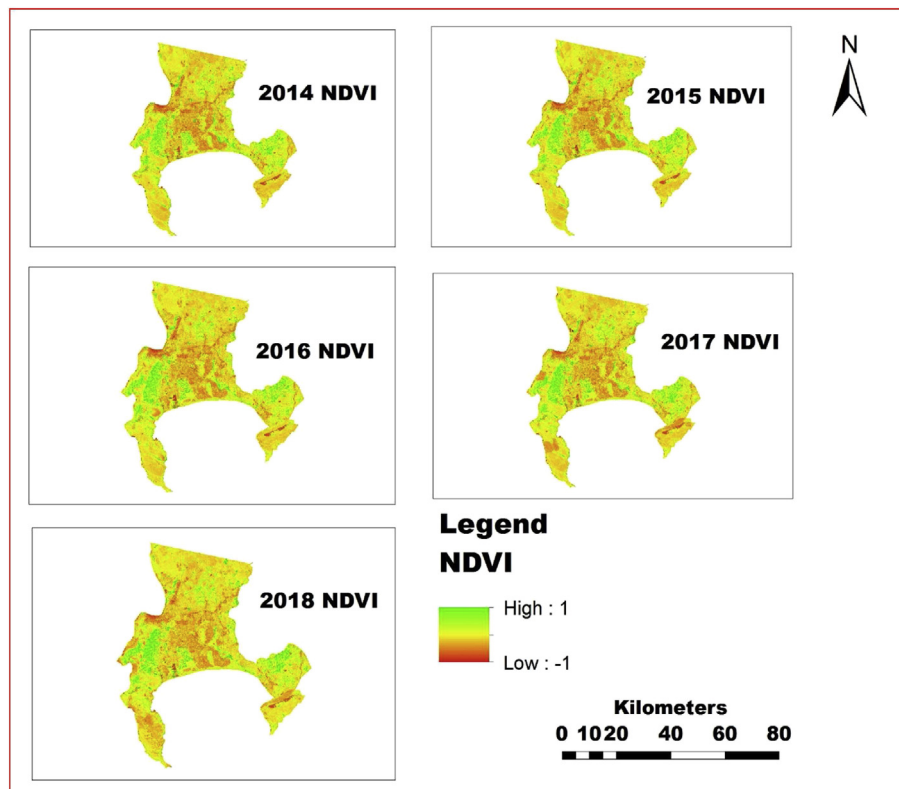 2014 NDVI
2015 NDVI
N
2016 NDVI
2017 NDVI
2018 NDVI
Legend
NDVI
High : 1
Low : -1
Kilometers
0 10 20 40 60 80